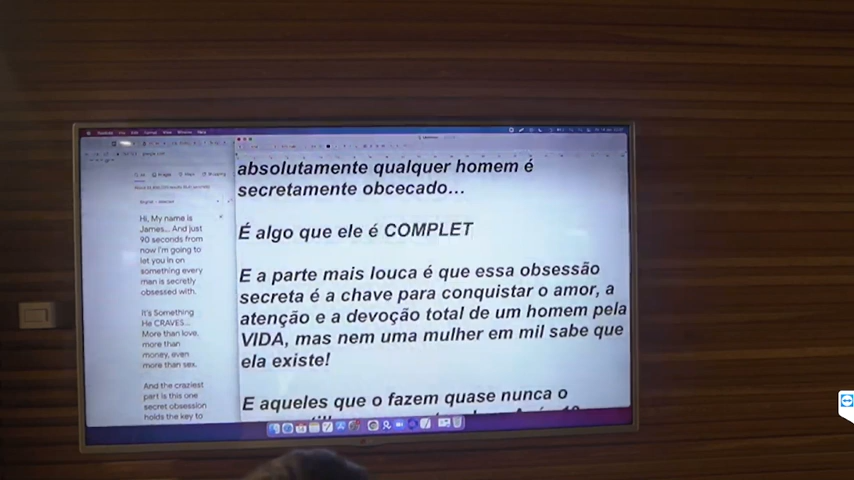 Hi, My name is
James... And just
90 seconds from
now I'm going to
let you in on
something every
man is secretly
obsessed with.
It's Something
He CRAVES...
More than love,
more than
money, even
more than sex.
And the craziest
part is this one
secret obsession
holds the key to
absolutamente qualquer homem é
secretamente obcecado...
É algo que ele é COMPLET
E a parte mais louca é que essa obsessão
secreta é a chave para conquistar o amor, a
atenção e a devoção total de um homem pela
VIDA, mas nem uma mulher em mil sabe que
ela existe!
E aqueles que o fazem quase nunca o